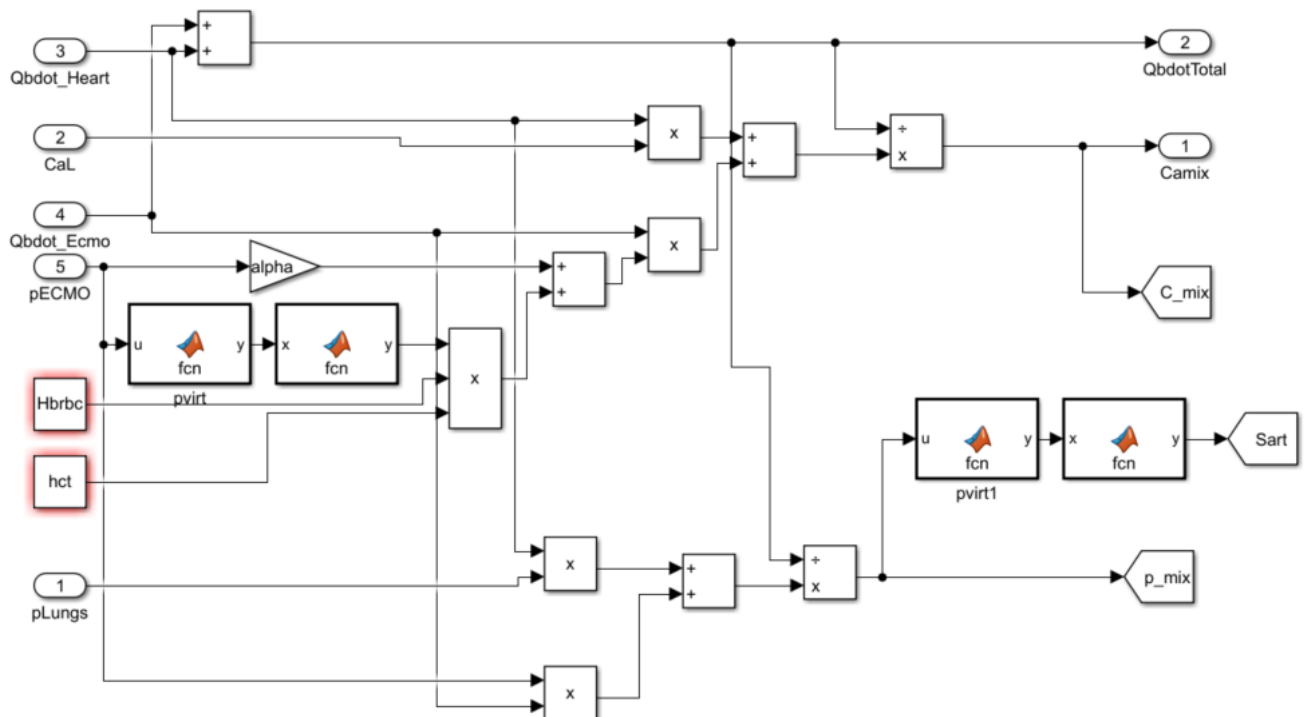 +
+
3
Qbdot_Heart
2
QbdotTotal
2
CaL
x
+
+
÷
x
1
Camix
4
Qbdot_Ecmo
x
5
pECMO
alpha
+
+
C_mix
u
fcn
y
pvirt
x
fcn
y
x
Hbrbc
hct
u
fcn
y
pvirt1
x
fcn
y
Sart
1
pLungs
x
+
+
÷
x
p_mix
x